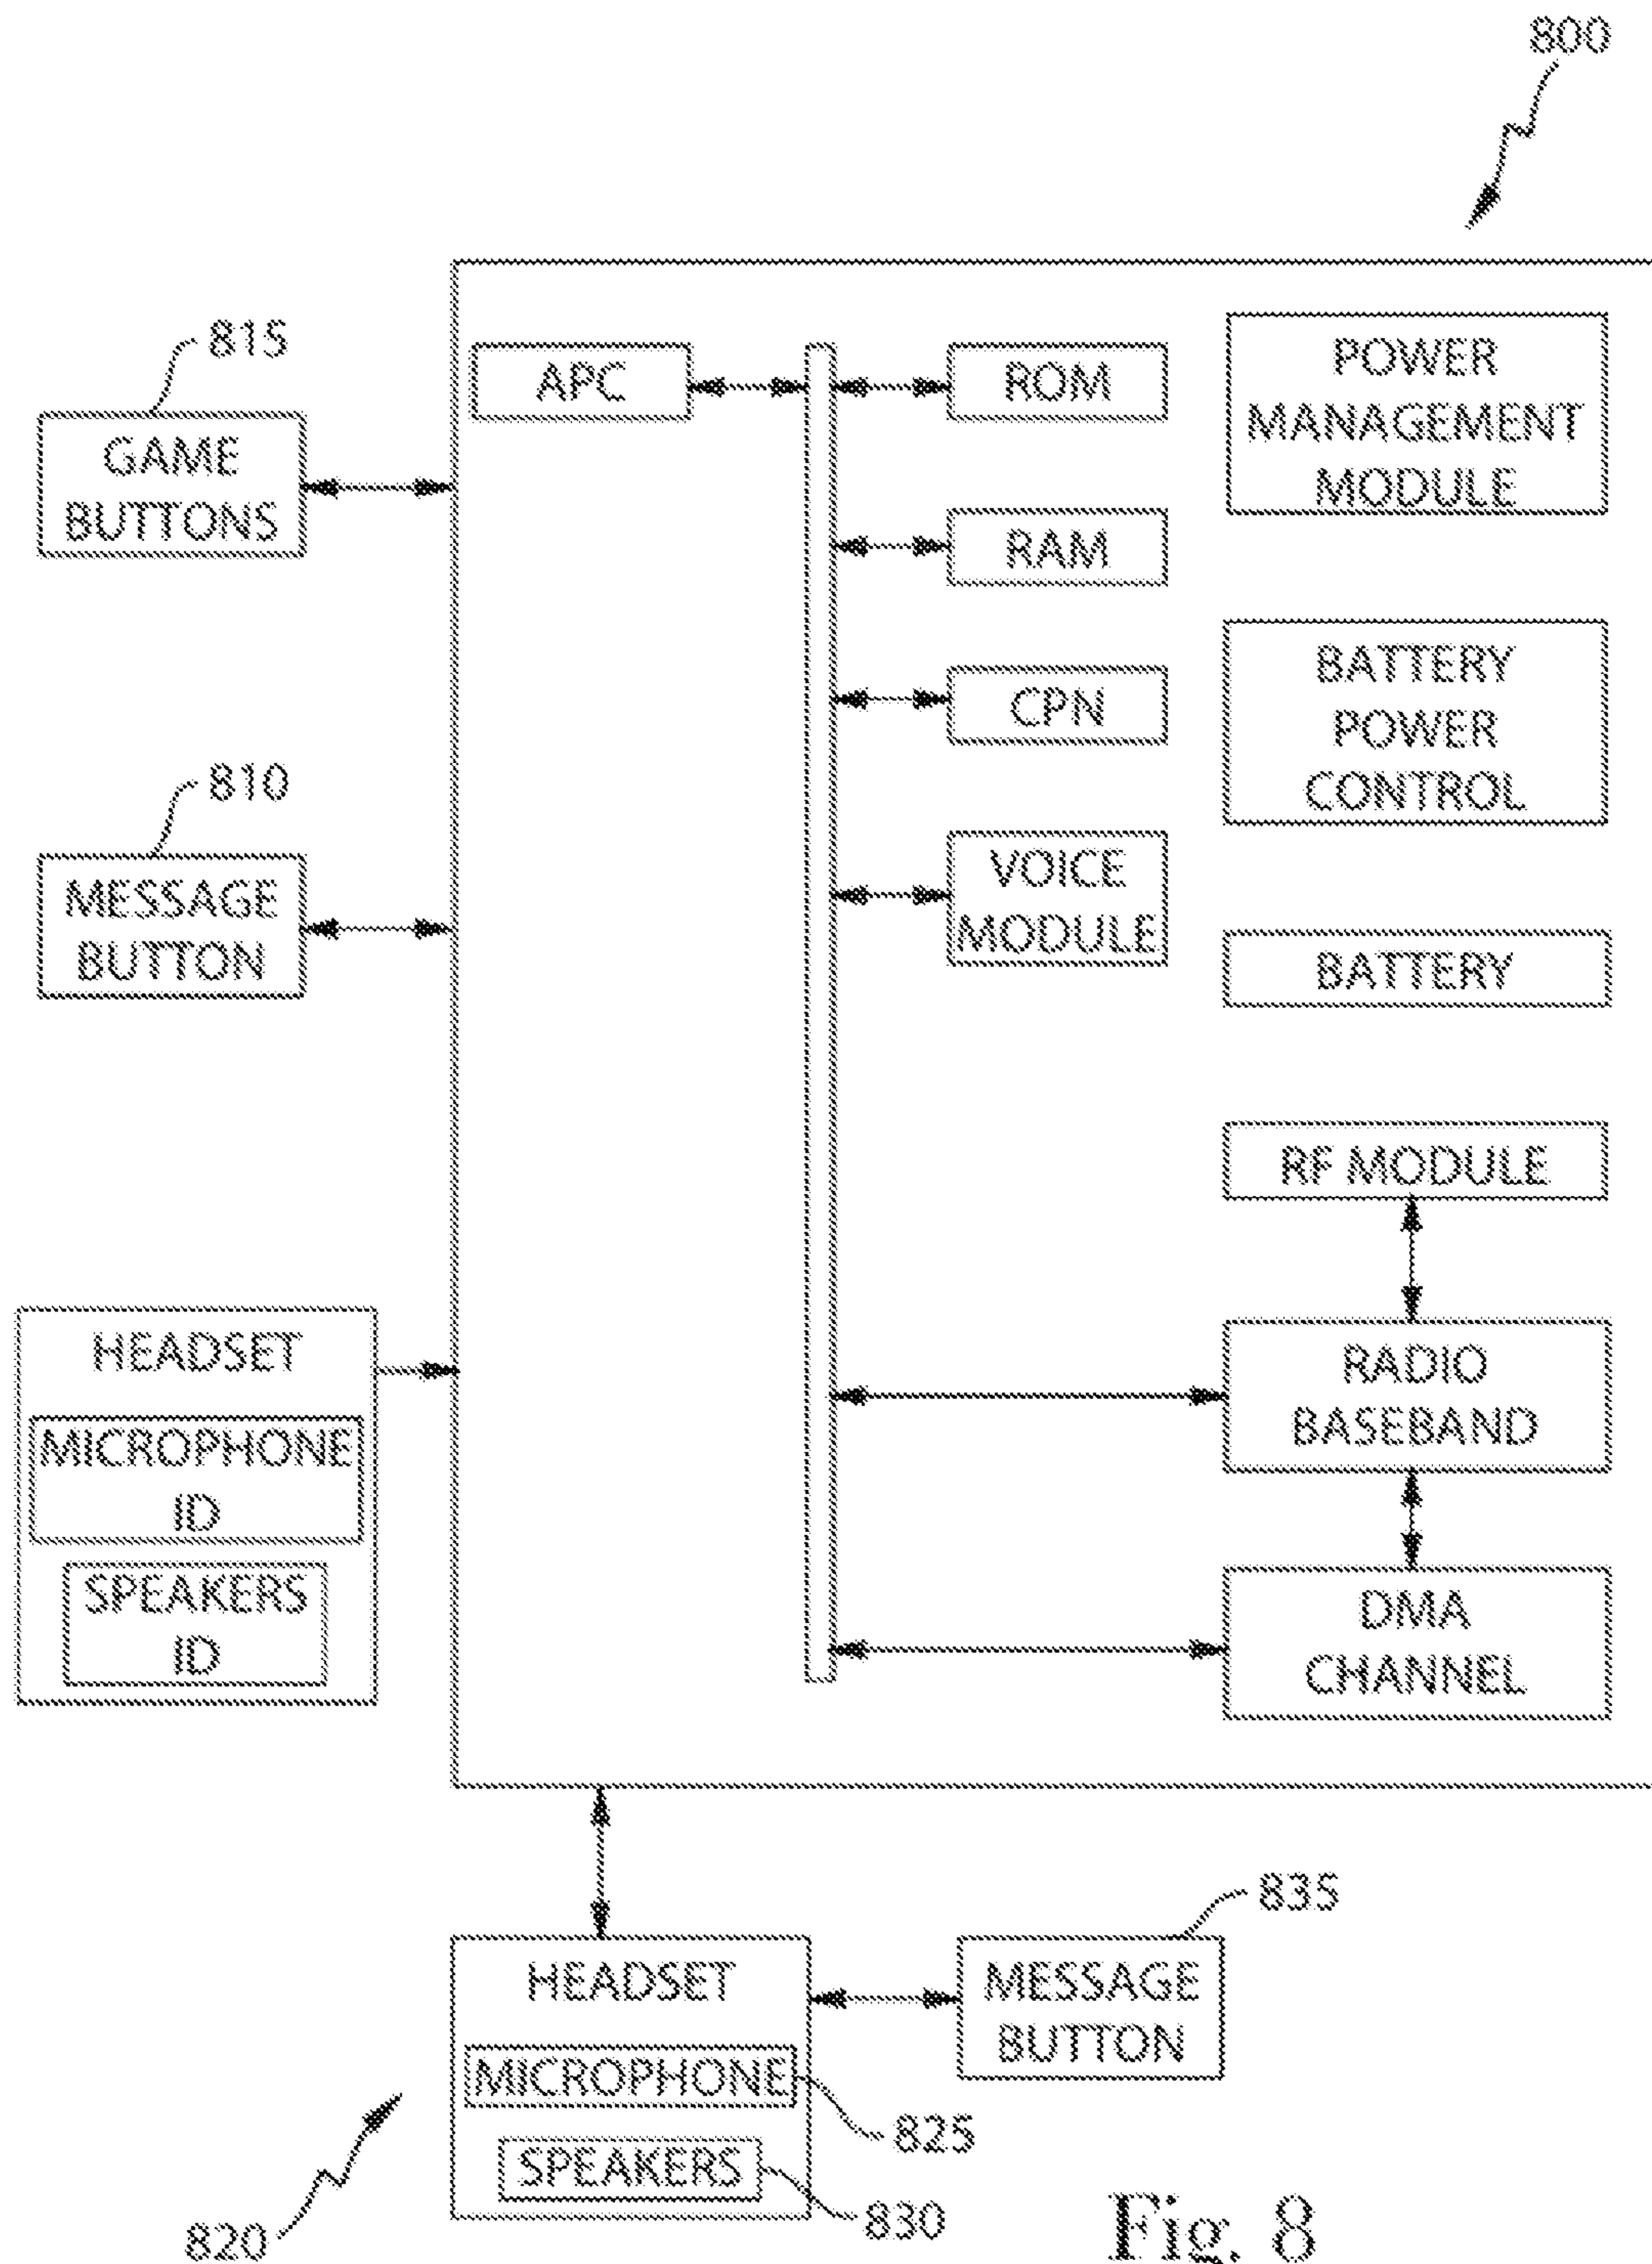 800
815
GAME
BUTTONS
APC
ROM
POWER
MANAGEMENT
MODULE
RAM
810
MESSAGE
BUTTON
CPN
BATTERY
POWER
CONTROL
VOICE
MODULE
BATTERY
RF MODULE
HEADSET
MICROPHONE
ID
SPEAKERS
ID
RADIO
BASEBAND
DMA
CHANNEL
835
HEADSET
MICROPHONE
SPEAKERS
MESSAGE
BUTTON
825
830
820
Fig. 8